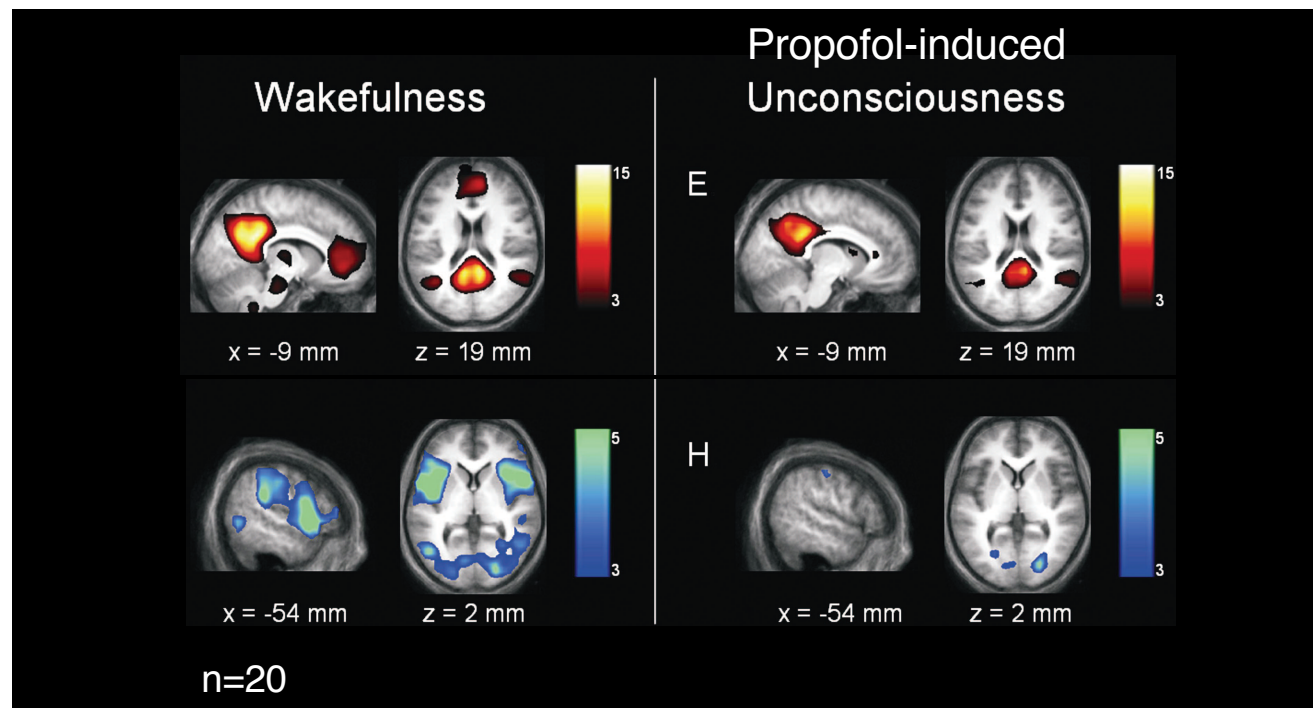 Propofol-induced
Wakefulness
Unconsciousness
15
3
E
15
3
x = -9 mm
z = 19 mm
x = -9 mm
z = 19 mm
5
3
H
5
3
x = -54 mm
z = 2 mm
x = -54 mm
z = 2 mm
n=20